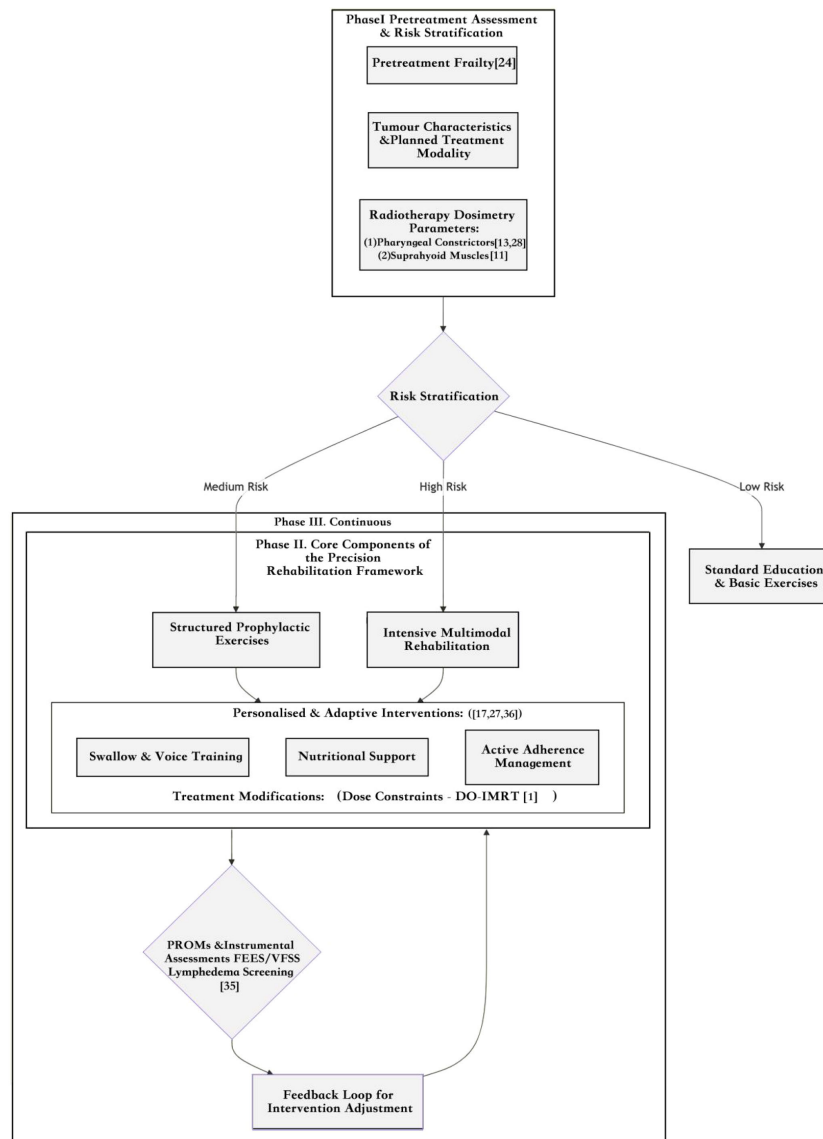 PhaseI Pretreatment Assessment
& Risk Stratification
Pretreatment Frailty[24]
Tumour Characteristics
&Planned Treatment
Modality
Radiotherapy Dosimetry
Parameters:
(1)Pharyngeal Constrictors[13,28]
(2)Suprahyoid Muscles[11]
Risk Stratification
Medium Risk
High Risk
Low Risk
Phase III. Continuous
Phase II. Core Components of
the Precision
Rehabilitation Framework
Standard Education
& Basic Exercises
Structured Prophylactic
Exercises
Intensive Multimodal
Rehabilitation
Personalised & Adaptive Interventions: ([17,27,36])
Swallow & Voice Training
Nutritional Support
Active Adherence
Management
Treatment Modifications: (Dose Constraints - DO-IMRT [1] )
PROMs &Instrumental
Assessments FEES/VFSS
Lymphedema Screening
[35]
Feedback Loop for
Intervention Adjustment